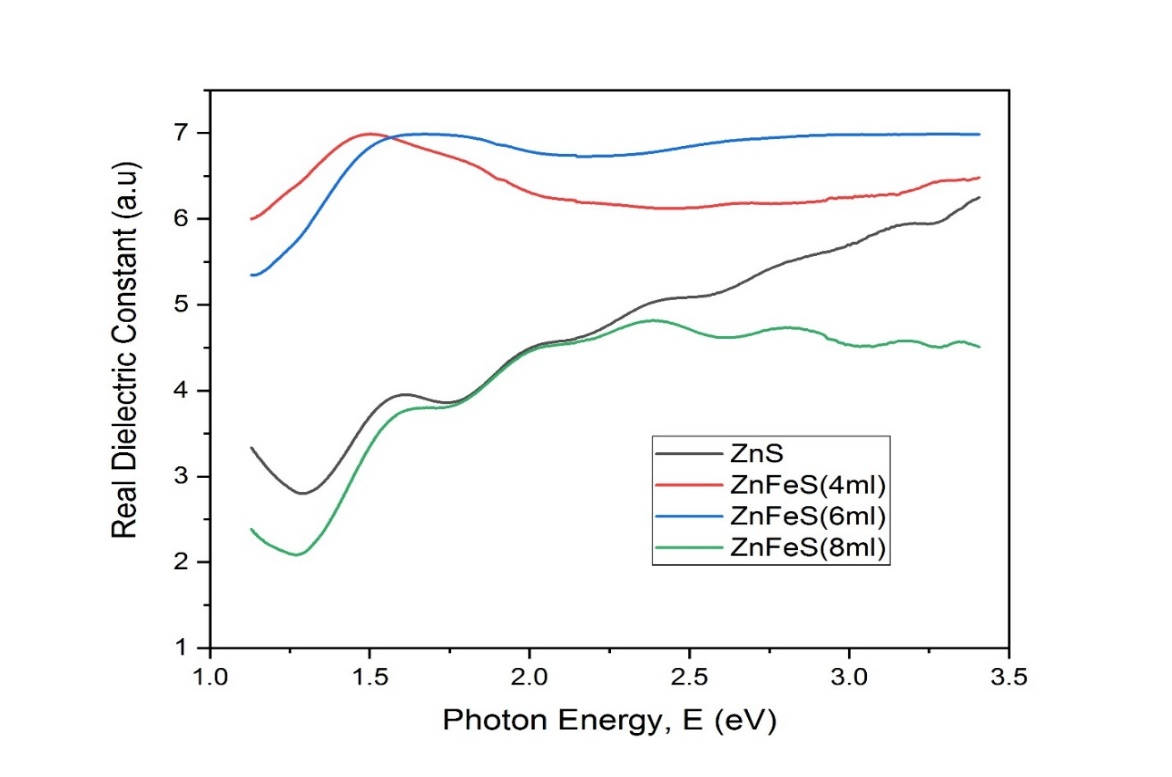 Real Dielectric Constant (a.u)
7
6
5
4
3
2
1
1.0
1.5
2.0
2.5
3.0
3.5
Photon Energy, E (eV)
ZnS
ZnFeS(4ml)
ZnFeS(6ml)
ZnFeS(8ml)